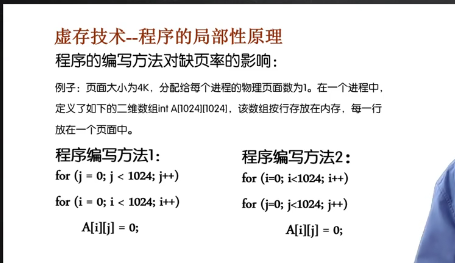 虚存技术--程序的局部性原理
程序的编写方法对缺页率的影响：
例子：页面大小为4K，分配给每个进程的物理页面数为1。在一个进程中，
定义了如下的二维数组int A[1024][1024]，该数组按行存放在内存，每一行
放在一个页面中。
程序编写方法1：
for (j = 0; j < 1024; j++)
for (i = 0; i < 1024; i++)
A[i][j] = 0;
程序编写方法2：
for (i=0; i<1024; i++)
for (j=0; j<1024; j++)
A[i][j] = 0;